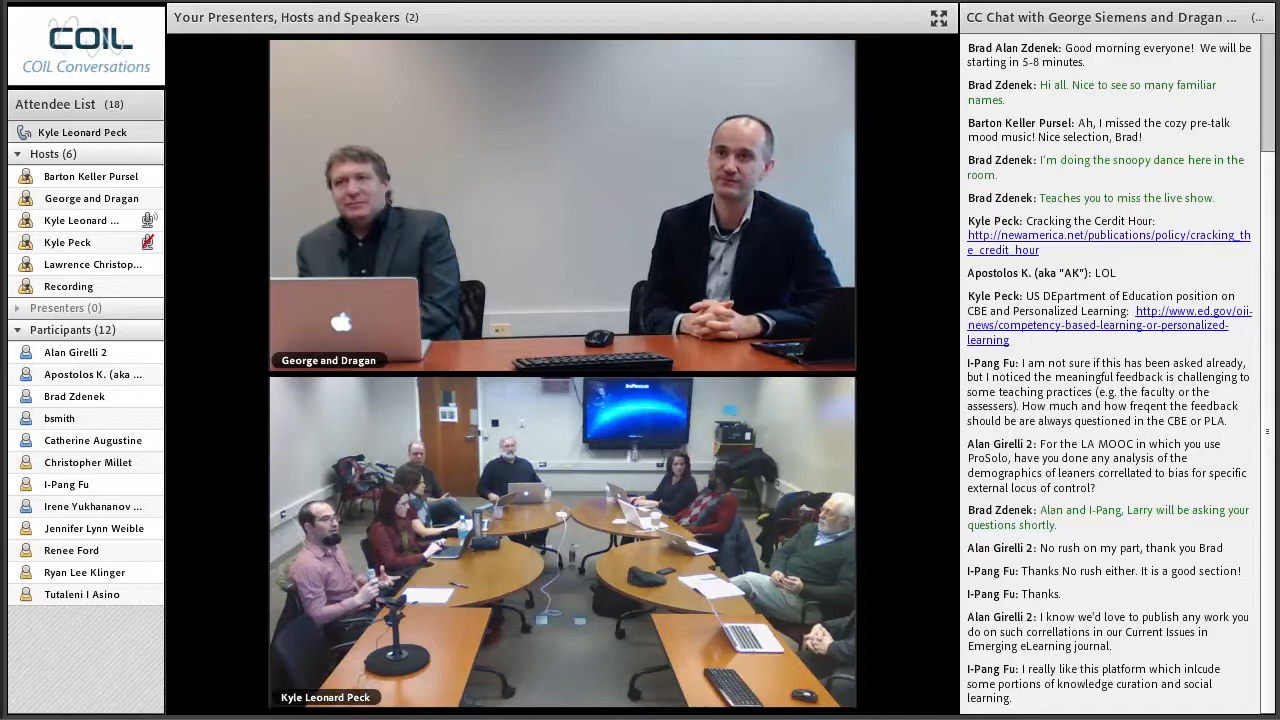 COIL
COIL Conversations
Attendee List (18)
Kyle Leonard Peck
Hosts (6)
Barton Keller Pursel
George and Dragan
Kyle Leonard ...
Kyle Peck
Lawrence Christop...
Recording
Presenters (0)
Participants (12)
Alan Girelli 2
Apostolos K. (aka ...
Brad Zdenek
bsmith
Catherine Augustine
Christopher Millet
I-Pang Fu
Irene Yukhananov ...
Jennifer Lynn Weible
Renee Ford
Ryan Lee Klinger
Tutaleni I Asino
Your Presenters, Hosts and Speakers (2)
George and Dragan
Kyle Leonard Peck
CC Chat with George Siemens and Dragan ... (...
Brad Alan Zdenek: Good morning everyone! We will be
starting in 5-8 minutes.
Brad Zdenek: Hi all. Nice to see so many familiar
names.
Barton Keller Pursel: Ah, I missed the cozy pre-talk
mood music! Nice selection, Brad!
Brad Zdenek: I'm doing the snoopy dance here in the
room.
Brad Zdenek: Teaches you to miss the live show.
Kyle Peck: Cracking the Cerdit Hour:
http://newamerica.net/publications/policy/cracking_th
e_credit_hour
Apostolos K. (aka "AK"): LOL
Kyle Peck: US DEpartment of Education position on
CBE and Personalized Learning: http://www.ed.gov/oii-
news/competency-based-learning-or-personalized-
learning
I-Pang Fu: I am not sure if this has been asked already,
but I noticed the meaningful feedback is challenging to
some teaching practices (e.g. the faculty or the
assessers). How much and how frequent the feedback
should be are always questioned in the CBE or PLA.
Alan Girelli 2: For the LA MOOC in which you use
ProSolo, have you done any analysis of the
demographics of learners correlated to bias for specific
external locus of control?
Brad Zdenek: Alan and I-Pang, Larry will be asking your
questions shortly.
Alan Girelli 2: No rush on my part, thank you Brad
I-Pang Fu: Thanks No rush either. It is a good section!
I-Pang Fu: Thanks.
Alan Girelli 2: I know we'd love to publish any work you
do on such correllations in our Current Issues in
Emerging eLearning journal.
I-Pang Fu: I really like this platform which inlcude
some portions of knowledge curation and social
learning.